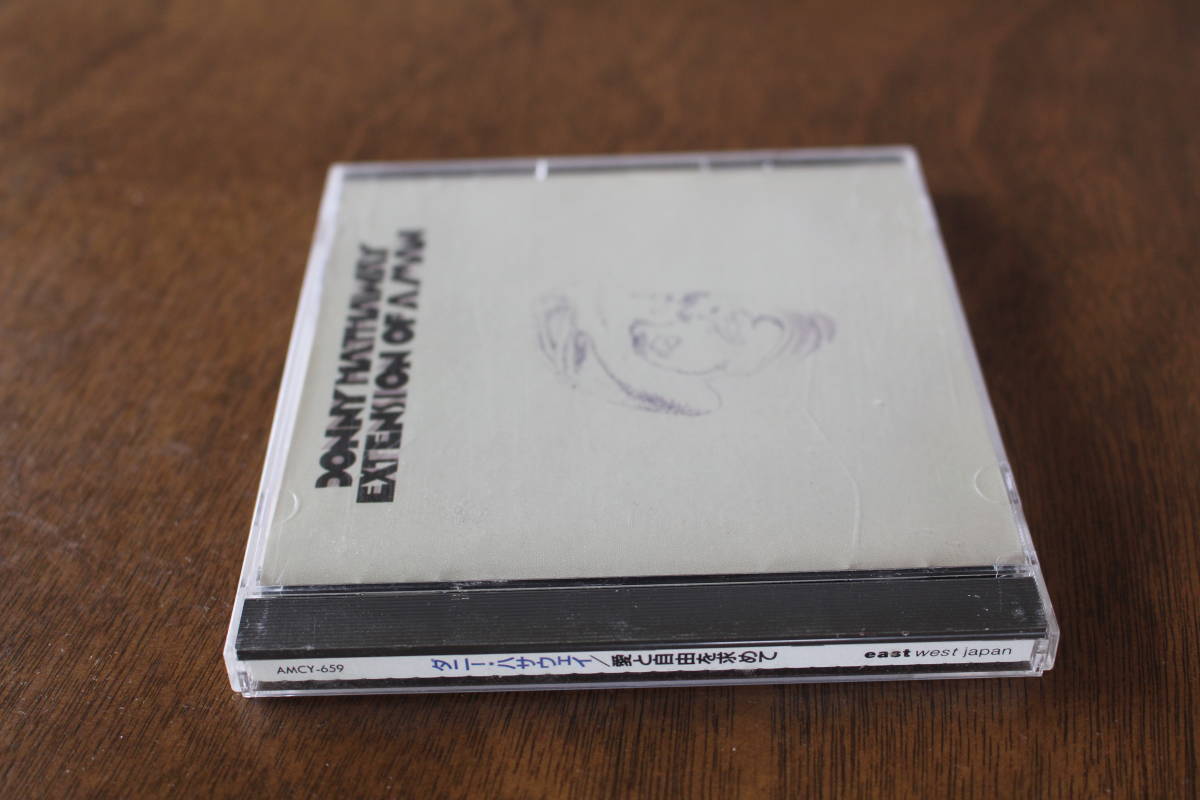 DONNY HATHAWAY
EXTENSION OF A MAN
AMCY-659
ダニー・ハサウェイ／愛と自由を求めて
east west japan